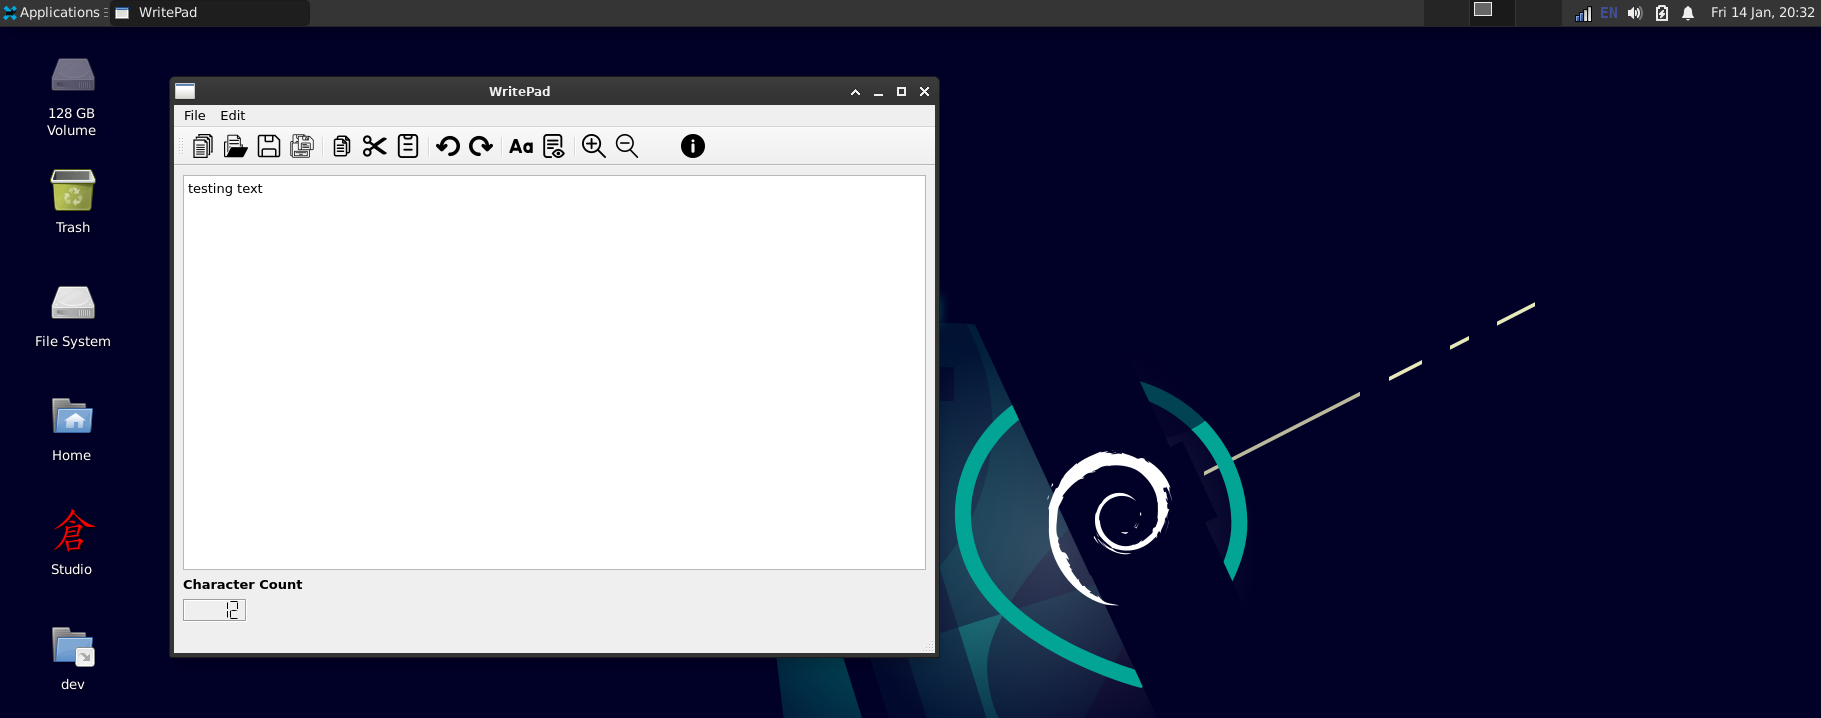 Applications
WritePad
EN
Fri 14 Jan, 20:32
128 GB
Volume
Trash
File System
Home
倉
Studio
dev
WritePad
File Edit
Aa
testing text
Character Count
12